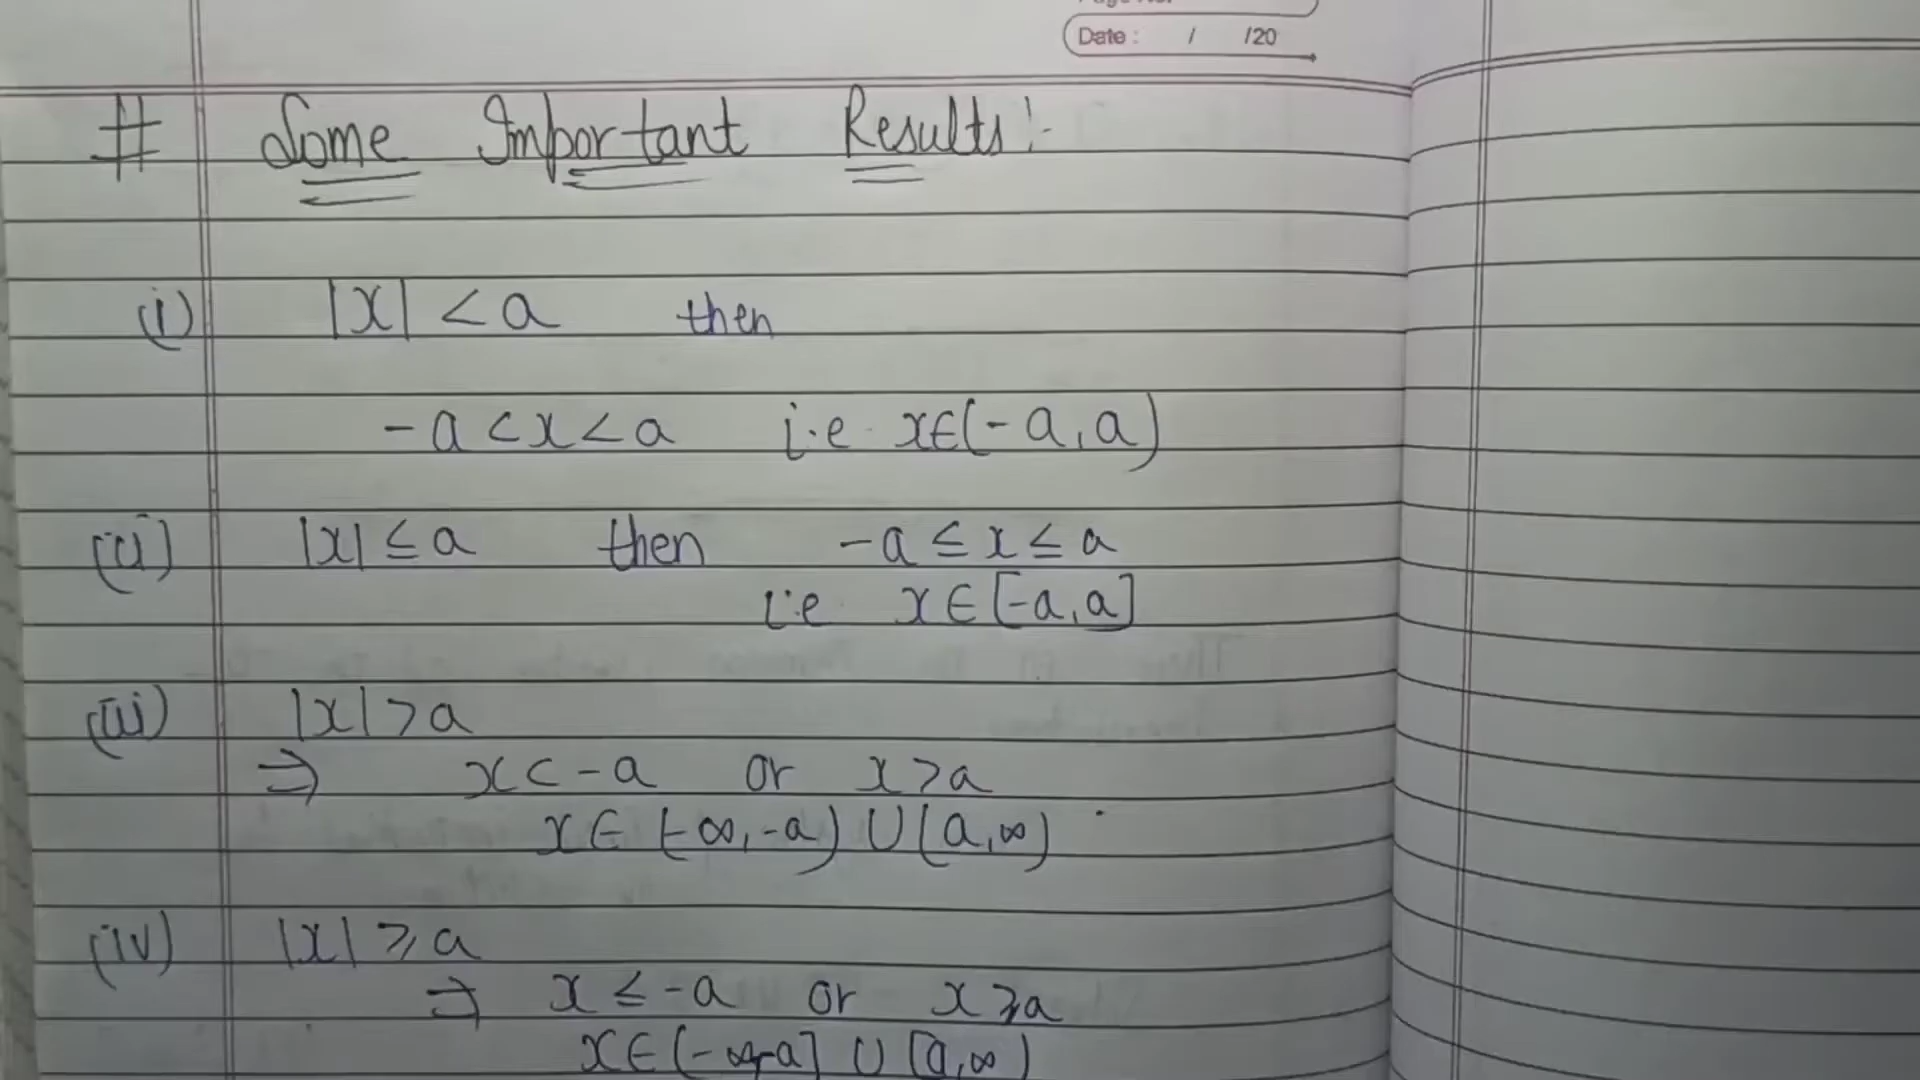 Date : / /20
# Some Important Results:-
(i) |x| < a then
-a < x < a i.e x∈(-a, a)
(ii) |x| ≤ a then -a ≤ x ≤ a
i.e x ∈ [-a, a]
(iii) |x| > a
⇒ x < -a or x > a
x ∈ (-∞, -a) ∪ (a, ∞)
(iv) |x| ≥ a
⇒ x ≤ -a or x ≥ a
x∈ (-∞, -a] ∪ [a, ∞)